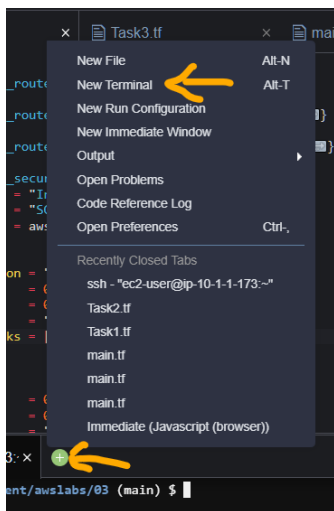 × Task3.tf × mai
New File Alt-N
_route New Terminal Alt-T
_route New Run Configuration }
New Immediate Window
_route Output }
_secur Open Problems
= "In Code Reference Log
= "SG
= aws Open Preferences Ctrl-,
Recently Closed Tabs
on = ssh - "ec2-user@ip-10-1-1-173:~"
Task2.tf
Task1.tf
ks = [ main.tf
main.tf
main.tf
Immediate (Javascript (browser))
3: ×
ent/awslabs/03 (main) $